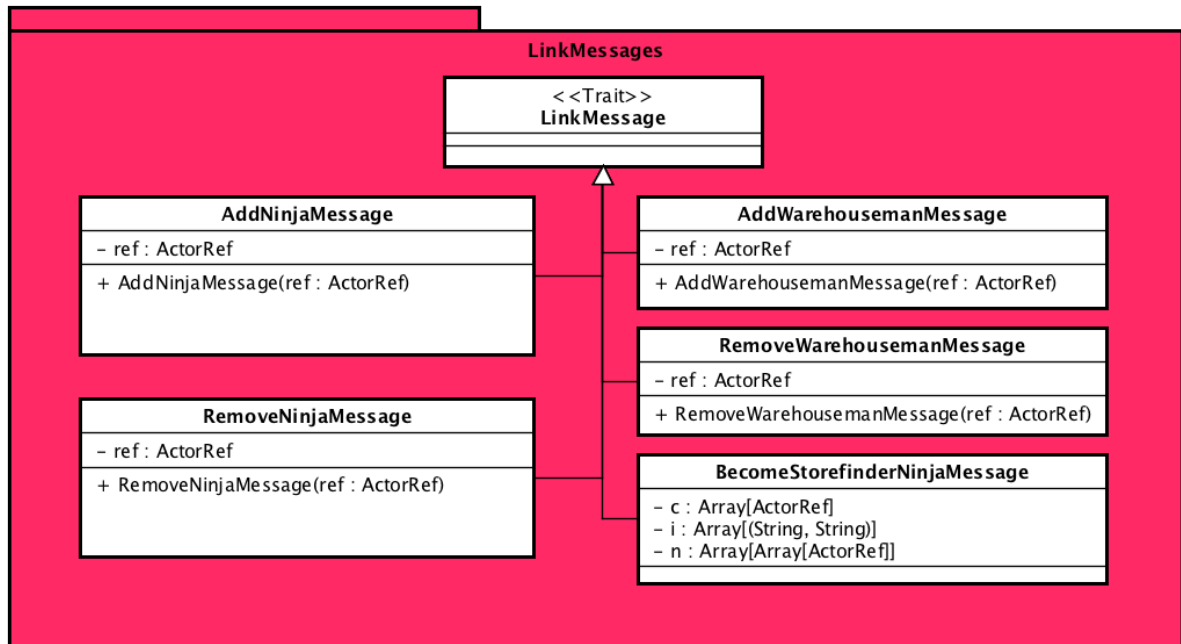 LinkMessages
<<Trait>>
LinkMessage
AddNinjaMessage
– ref : ActorRef
+ AddNinjaMessage(ref : ActorRef)
AddWarehousemanMessage
– ref : ActorRef
+ AddWarehousemanMessage(ref : ActorRef)
RemoveWarehousemanMessage
– ref : ActorRef
+ RemoveWarehousemanMessage(ref : ActorRef)
RemoveNinjaMessage
– ref : ActorRef
+ RemoveNinjaMessage(ref : ActorRef)
BecomeStorefinderNinjaMessage
– c : Array[ActorRef]
– i : Array[(String, String)]
– n : Array[Array[ActorRef]]